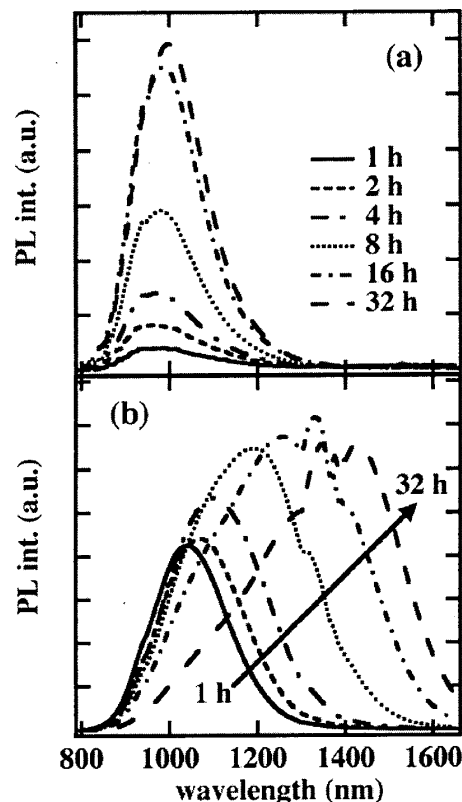 (a)
PL int. (a.u.)
1 h
2 h
4 h
8 h
16 h
32 h
(b)
PL int. (a.u.)
32 h
1 h
800 1000 1200 1400 1600
wavelength (nm)